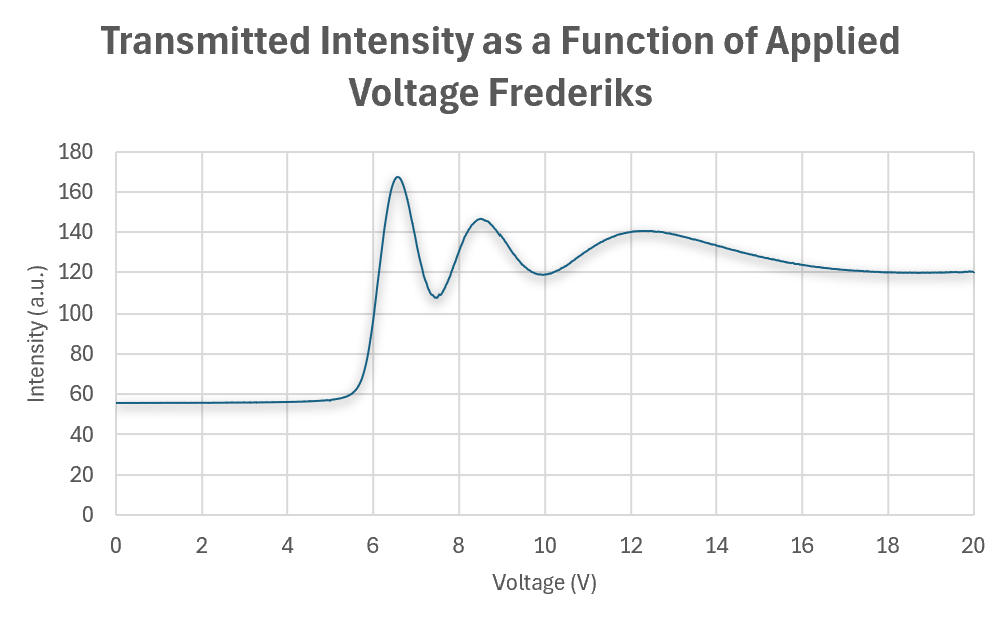 Transmitted Intensity as a Function of Applied
Voltage Frederiks
180
160
140
120
100
80
60
40
20
0
Intensity (a.u.)
0 2 4 6 8 10 12 14 16 18 20
Voltage (V)